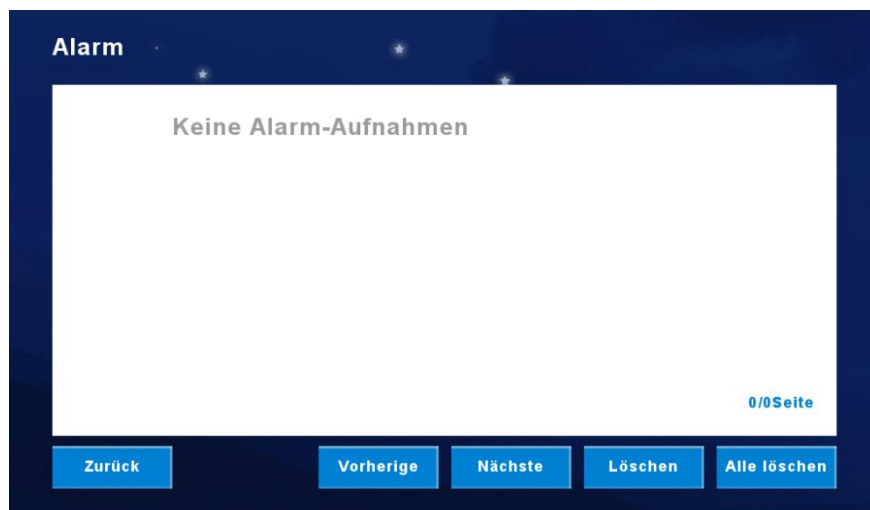 Alarm
Keine Alarm-Aufnahmen
0/0Seite
Zurück Vorherige Nächste Löschen Alle löschen